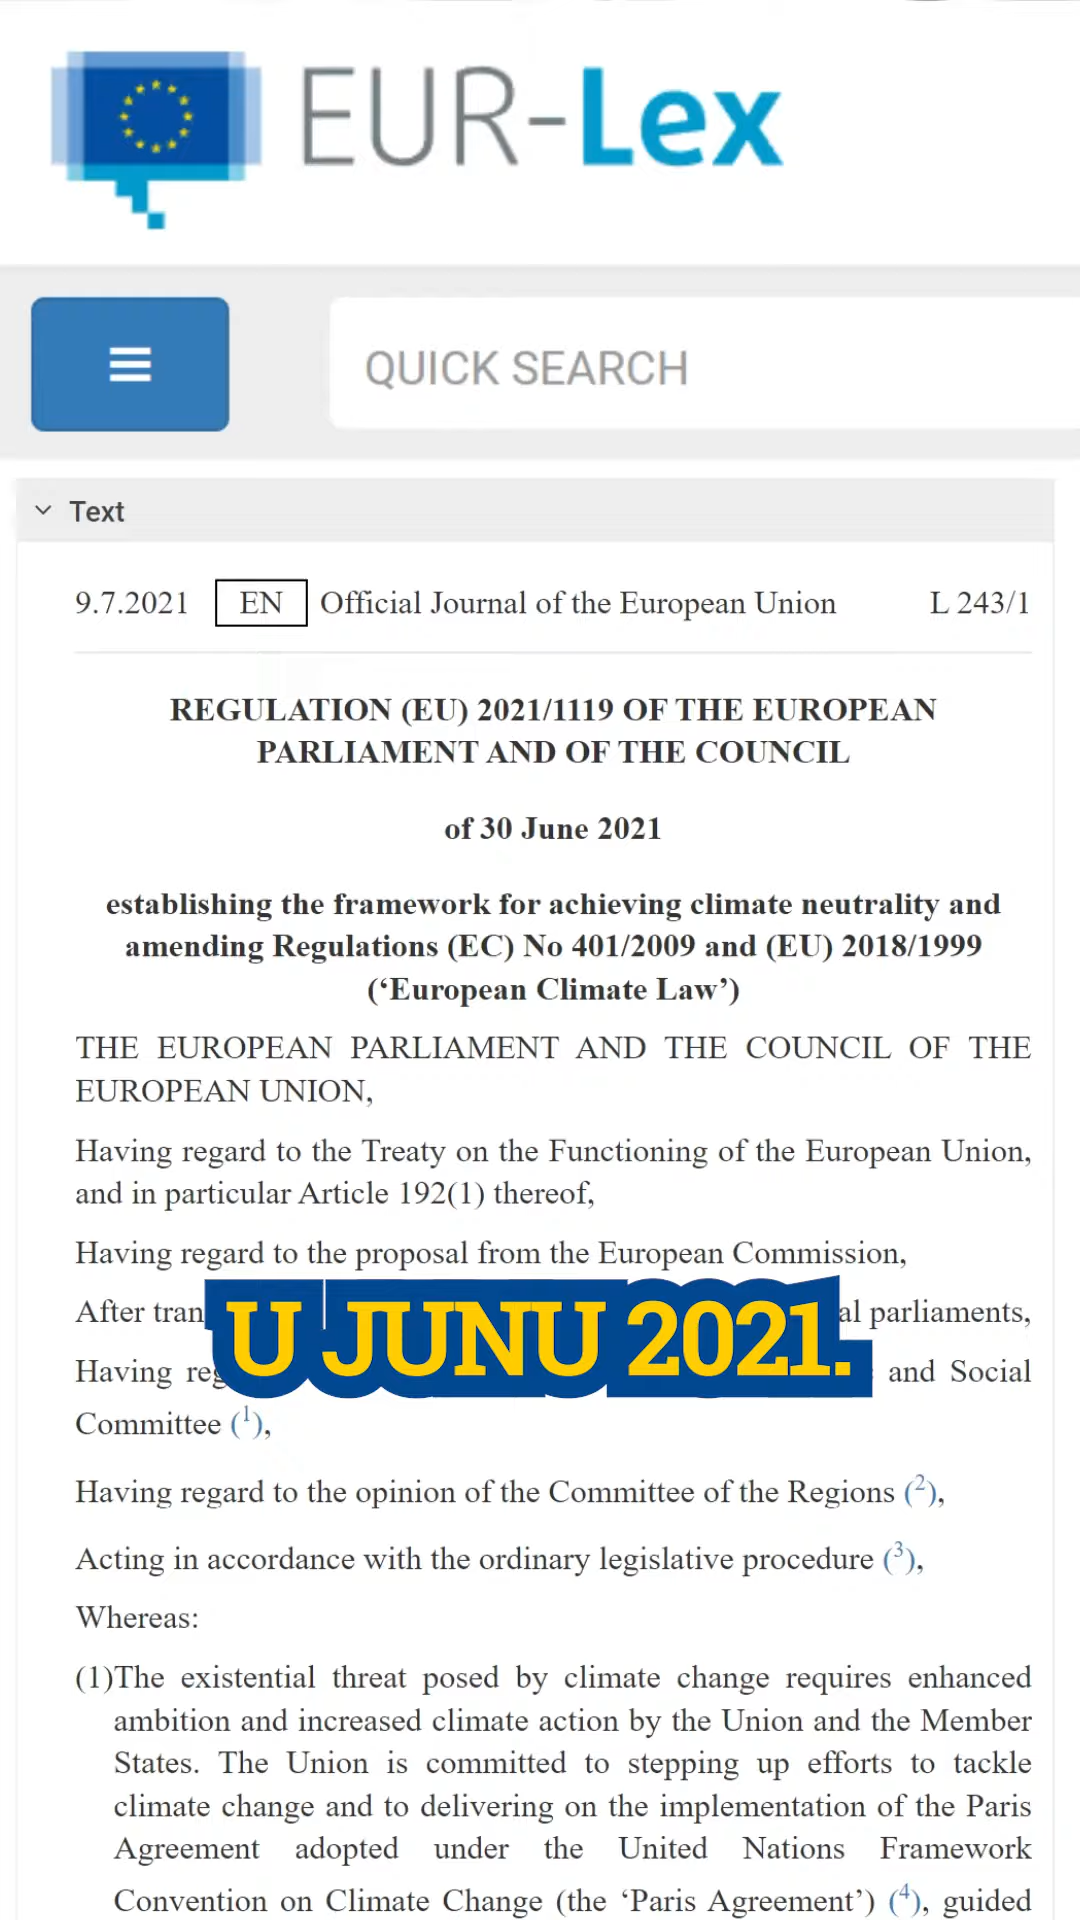 EUR-Lex
QUICK SEARCH
Text
9.7.2021 EN Official Journal of the European Union L 243/1
REGULATION (EU) 2021/1119 OF THE EUROPEAN
PARLIAMENT AND OF THE COUNCIL
of 30 June 2021
establishing the framework for achieving climate neutrality and
amending Regulations (EC) No 401/2009 and (EU) 2018/1999
(‘European Climate Law’)
THE EUROPEAN PARLIAMENT AND THE COUNCIL OF THE
EUROPEAN UNION,
Having regard to the Treaty on the Functioning of the European Union,
and in particular Article 192(1) thereof,
Having regard to the proposal from the European Commission,
After parliaments,
U JUNU 2021.
Having and Social
Committee (1),
Having regard to the opinion of the Committee of the Regions (2),
Acting in accordance with the ordinary legislative procedure (3),
Whereas:
(1)The existential threat posed by climate change requires enhanced
ambition and increased climate action by the Union and the Member
States. The Union is committed to stepping up efforts to tackle
climate change and to delivering on the implementation of the Paris
Agreement adopted under the United Nations Framework
Convention on Climate Change (the ‘Paris Agreement’) (4), guided